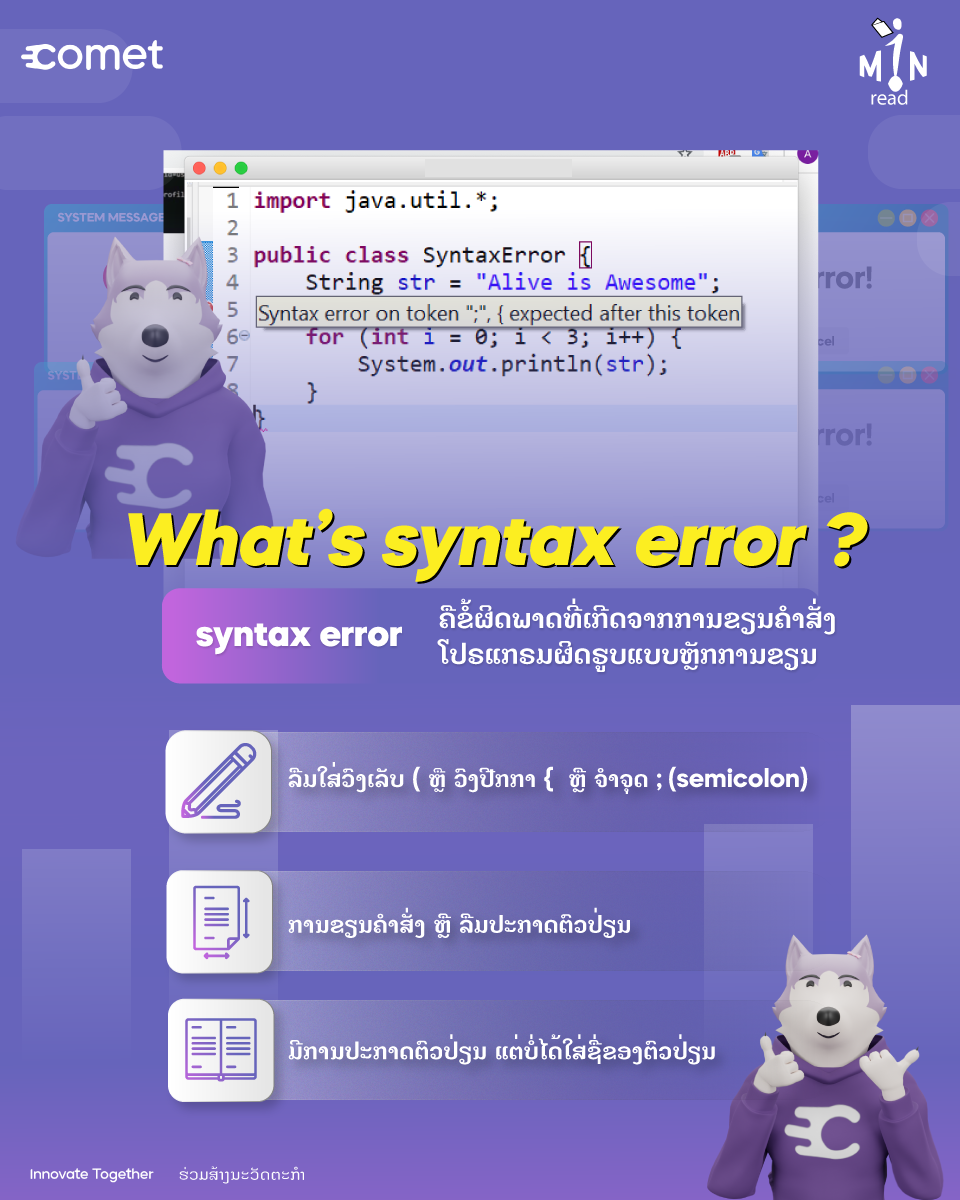 comet
M1N
read
SYSTEM MESSAGE
1 import java.util.*;
2
3 public class SyntaxError {
4 String str = "Alive is Awesome";
5 Syntax error on token ";", { expected after this token
6 for (int i = 0; i < 3; i++) {
7 System.out.println(str);
8 }
}
What's syntax error ?
syntax error
ຄືຂໍ້ຜິດພາດທີ່ເກີດຈາກການຂຽນຄໍາສັ່ງ
ໂປຣແກຣມຜິດຮູບແບບຫຼັກການຂຽນ
ລືມໃສ່ວົງເລັບ ( ຫຼື ວົງປີກກາ { ຫຼື ຈໍ້າຈຸດ ; (semicolon)
ການຂຽນຄໍາສັ່ງ ຫຼື ລືມປະກາດຕົວປ່ຽນ
ມີການປະກາດຕົວປ່ຽນ ແຕ່ບໍ່ໄດ້ໃສ່ຊື່ຂອງຕົວປ່ຽນ
Innovate Together ຮ່ວມສ້າງນະວັດຕະກໍາ